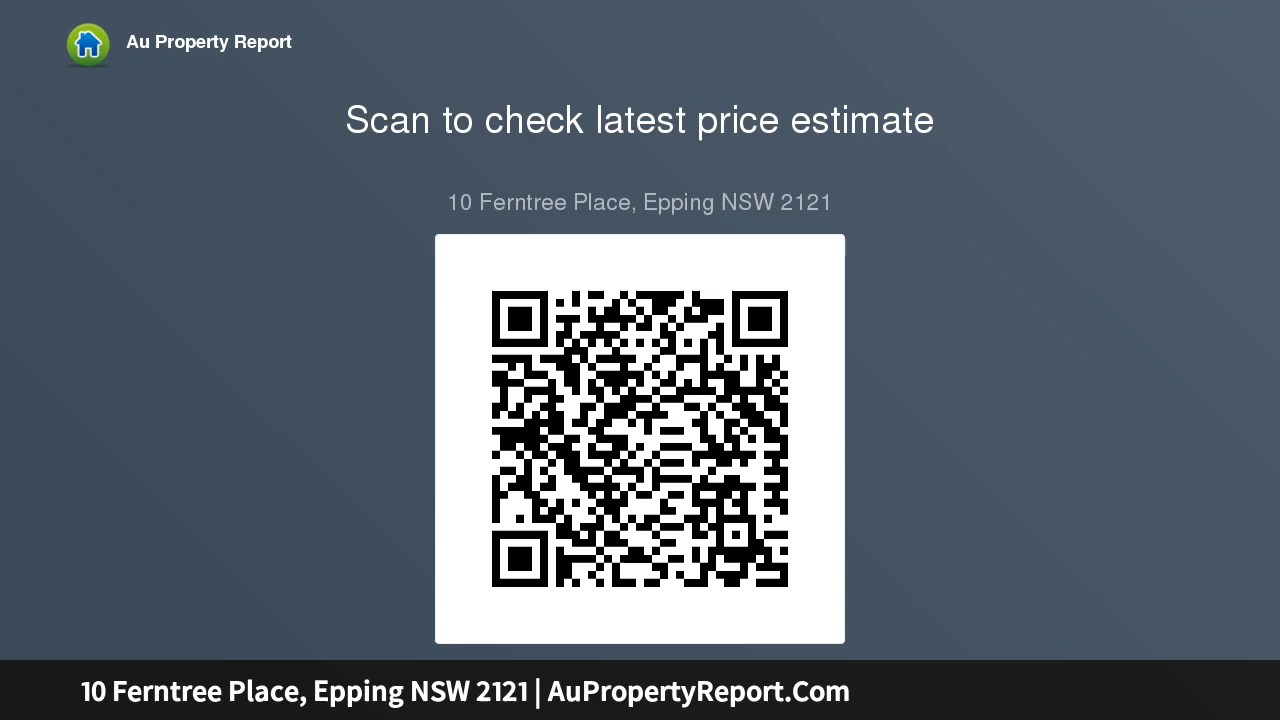 Au Property Report
Scan to check latest price estimate
10 Ferntree Place, Epping NSW 2121
10 Ferntree Place, Epping NSW 2121 | AuPropertyReport.Com